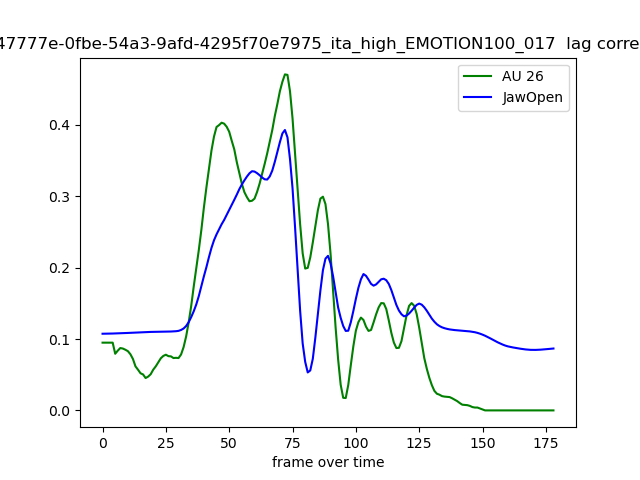 47777e-0fbe-54a3-9afd-4295f70e7975_ita_high_EMOTION100_017 lag corre
AU 26
JawOpen
0.4
0.3
0.2
0.1
0.0
0 25 50 75 100 125 150 175
frame over time